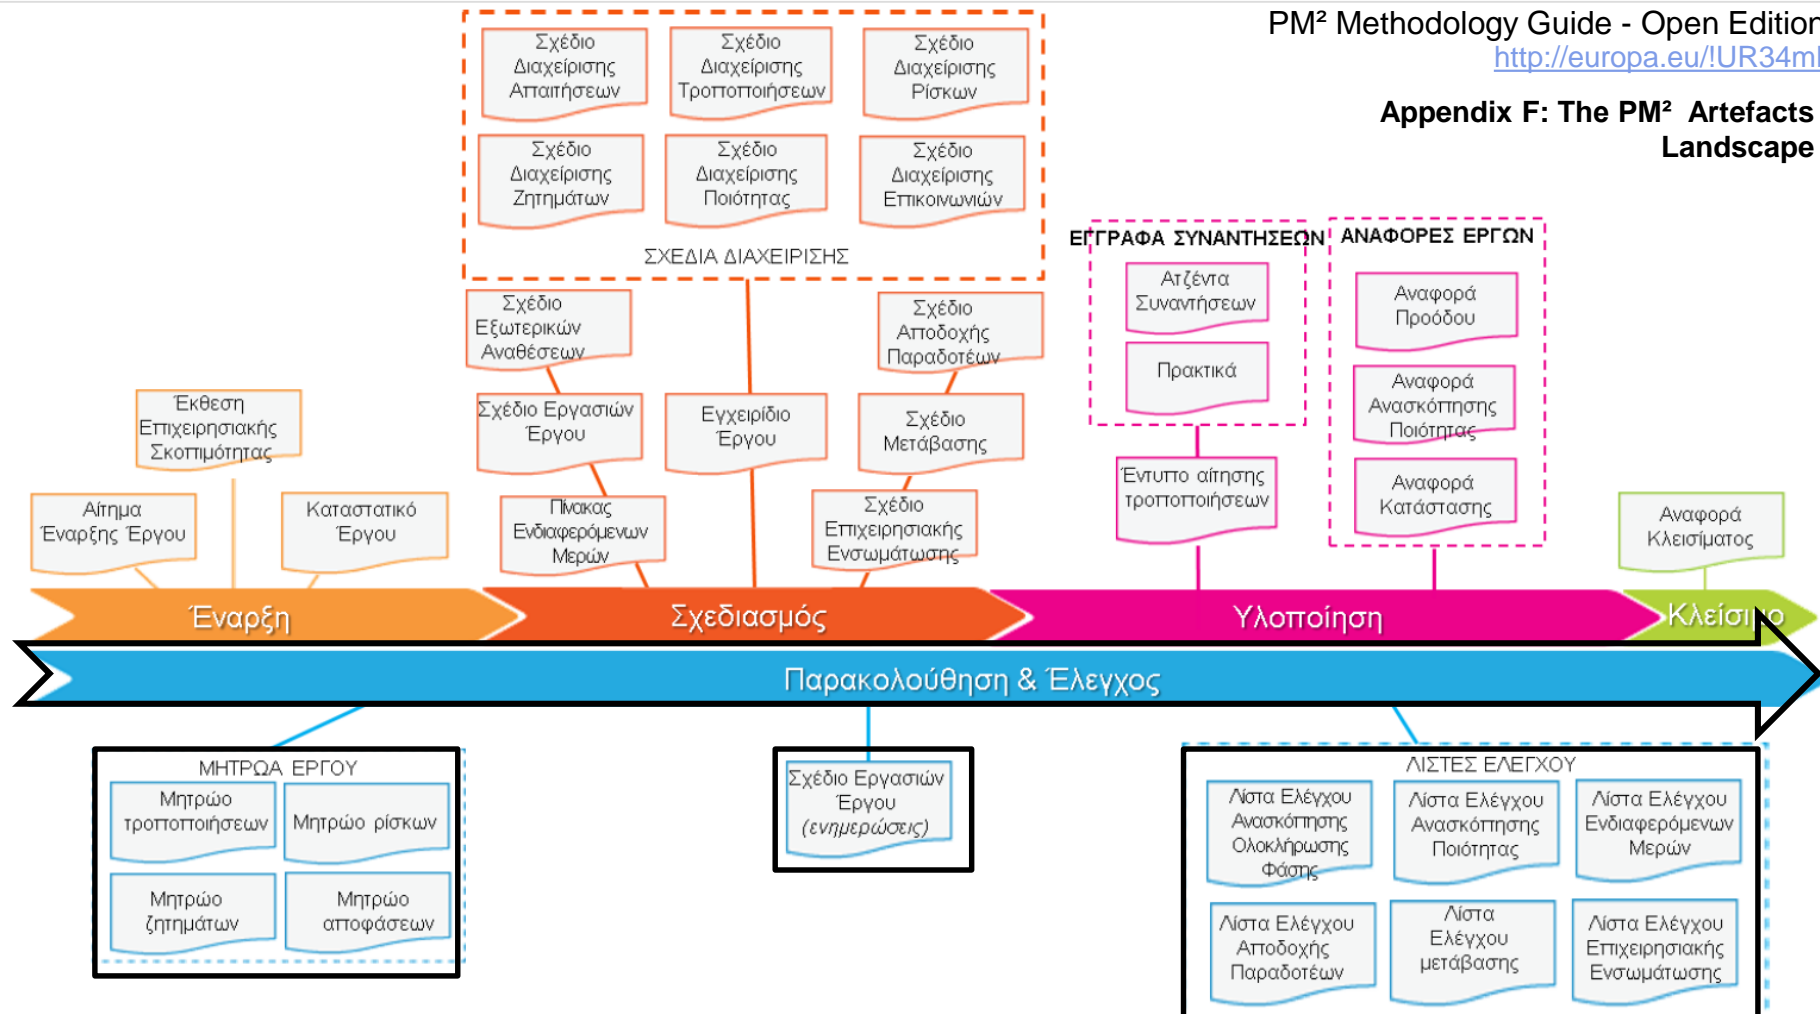 PM² Methodology Guide - Open Edition
http://europa.eu/!UR34m
Appendix F: The PM² Artefacts
Landscape
Σχέδιο
Διαχείρισης
Απαιτήσεων
Σχέδιο
Διαχείρισης
Τροποποιήσεων
Σχέδιο
Διαχείρισης
Ρίσκων
Σχέδιο
Διαχείρισης
Ζητημάτων
Σχέδιο
Διαχείρισης
Ποιότητας
Σχέδιο
Διαχείρισης
Επικοινωνιών
ΣΧΕΔΙΑ ΔΙΑΧΕΙΡΙΣΗΣ
Σχέδιο
Εξωτερικών
Αναθέσεων
Σχέδιο
Αποδοχής
Παραδοτέων
Σχέδιο Εργασιών
Έργου
Εγχειρίδιο
Έργου
Σχέδιο
Μετάβασης
Πίνακας
Ενδιαφερόμενων
Μερών
Σχέδιο
Επιχειρησιακής
Ενσωμάτωσης
ΕΓΓΡΑΦΑ ΣΥΝΑΝΤΗΣΕΩΝ
Ατζέντα
Συναντήσεων
Πρακτικά
Έντυπο αίτησης
τροποποιήσεων
ΑΝΑΦΟΡΕΣ ΕΡΓΩΝ
Αναφορά
Προόδου
Αναφορά
Ανασκόπησης
Ποιότητας
Αναφορά
Κατάστασης
Έκθεση
Επιχειρησιακής
Σκοπιμότητας
Αίτημα
Έναρξης Έργου
Καταστατικό
Έργου
Αναφορά
Κλεισίματος
Έναρξη
Σχεδιασμός
Υλοποίηση
Κλείσιμο
Παρακολούθηση & Έλεγχος
ΜΗΤΡΩΑ ΕΡΓΟΥ
Μητρώο
τροποποιήσεων
Μητρώο ρίσκων
Μητρώο
ζητημάτων
Μητρώο
αποφάσεων
Σχέδιο Εργασιών
Έργου
(ενημερώσεις)
ΛΙΣΤΕΣ ΕΛΕΓΧΟΥ
Λίστα Ελέγχου
Ανασκόπησης
Ολοκλήρωσης
Φάσης
Λίστα Ελέγχου
Ανασκόπησης
Ποιότητας
Λίστα Ελέγχου
Ενδιαφερόμενων
Μερών
Λίστα Ελέγχου
Αποδοχής
Παραδοτέων
Λίστα
Ελέγχου
μετάβασης
Λίστα Ελέγχου
Επιχειρησιακής
Ενσωμάτωσης